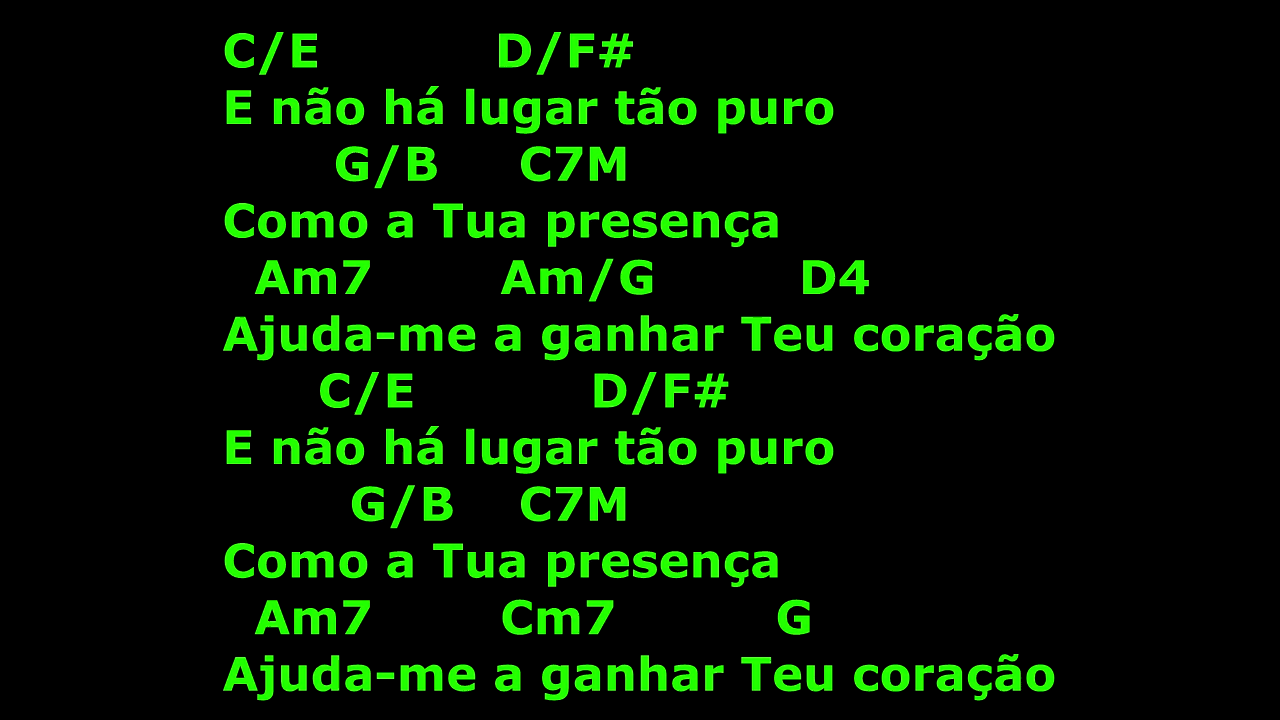 C/E D/F#
E não há lugar tão puro
G/B C7M
Como a Tua presença
Am7 Am/G D4
Ajuda-me a ganhar Teu coração
C/E D/F#
E não há lugar tão puro
G/B C7M
Como a Tua presença
Am7 Cm7 G
Ajuda-me a ganhar Teu coração